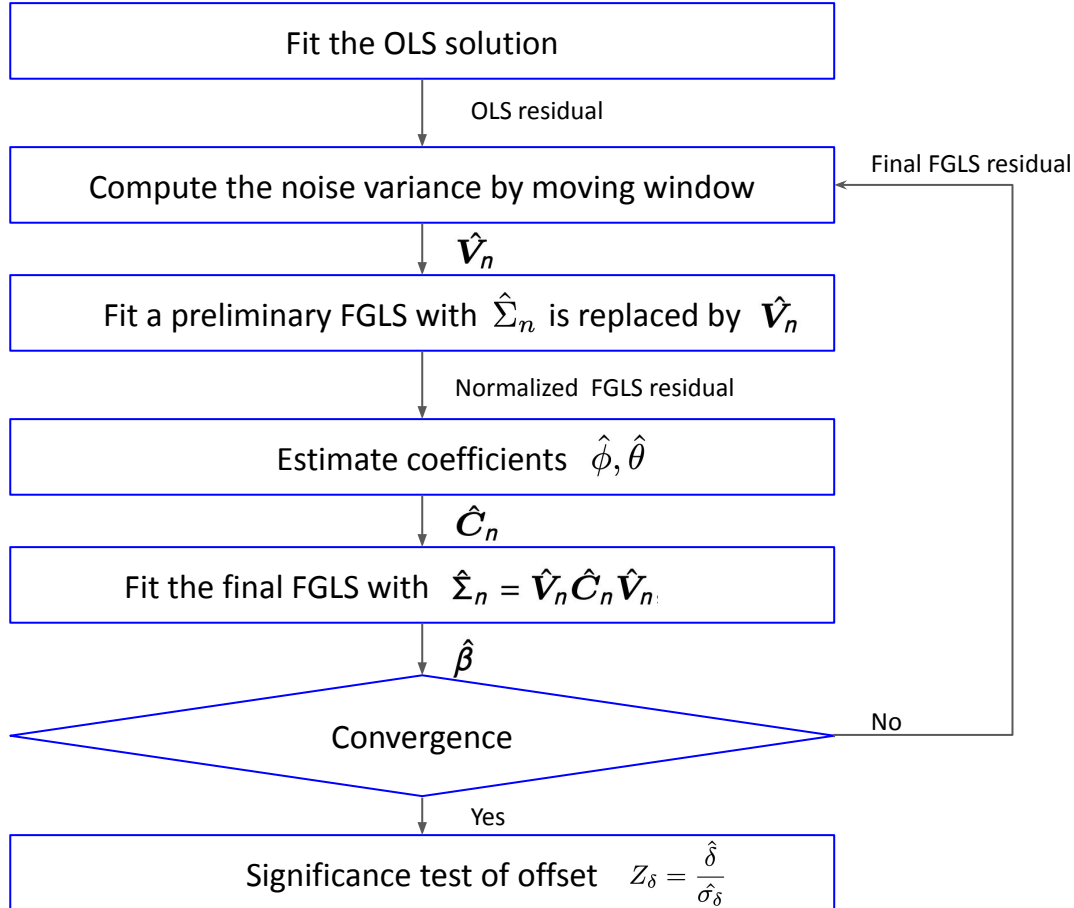 Fit the OLS solution
OLS residual
Final FGLS residual
Compute the noise variance by moving window
V̂ₙ
Fit a preliminary FGLS with Σ̂ₙ is replaced by V̂ₙ
Normalized FGLS residual
Estimate coefficients ϕ̂, θ̂
Ĉₙ
Fit the final FGLS with Σ̂ₙ = V̂ₙĈₙV̂ₙ
β̂
Convergence
No
Yes
Significance test of offset Z_δ = δ̂ / σ̂_δ